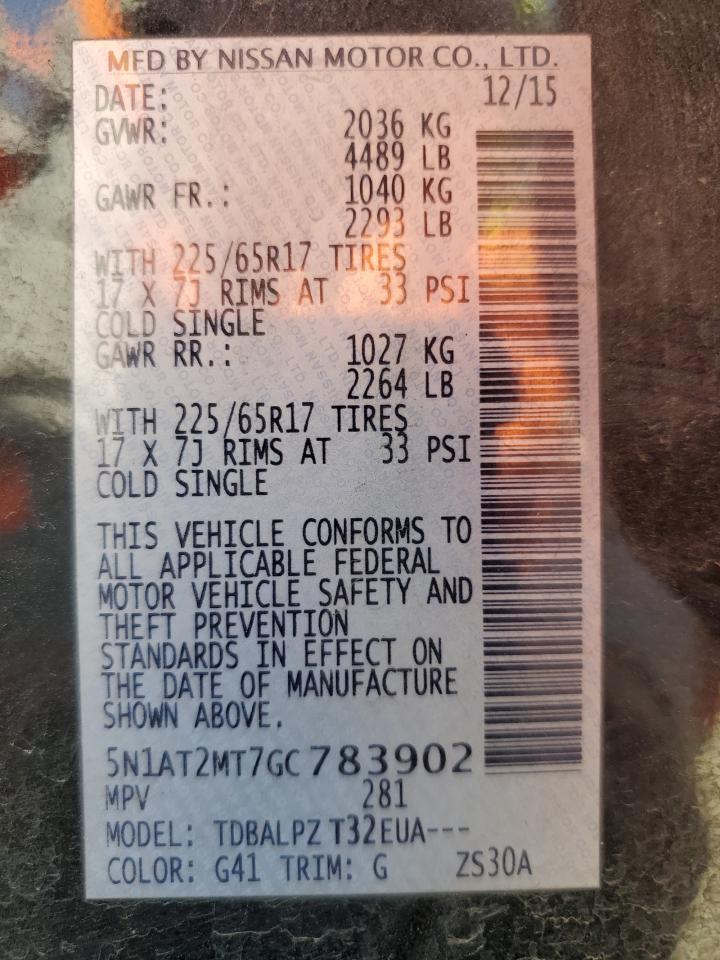 MFD BY NISSAN MOTOR CO., LTD.
DATE: 12/15
GVWR: 2036 KG
4489 LB
GAWR FR.: 1040 KG
2293 LB
WITH 225/65R17 TIRES
17 X 7J RIMS AT 33 PSI
COLD SINGLE
GAWR RR.: 1027 KG
2264 LB
WITH 225/65R17 TIRES
17 X 7J RIMS AT 33 PSI
COLD SINGLE
THIS VEHICLE CONFORMS TO
ALL APPLICABLE FEDERAL
MOTOR VEHICLE SAFETY AND
THEFT PREVENTION
STANDARDS IN EFFECT ON
THE DATE OF MANUFACTURE
SHOWN ABOVE.
5N1AT2MT7GC783902
MPV 281
MODEL: TDBALPZ T32EUA---
COLOR: G41 TRIM: G ZS30A